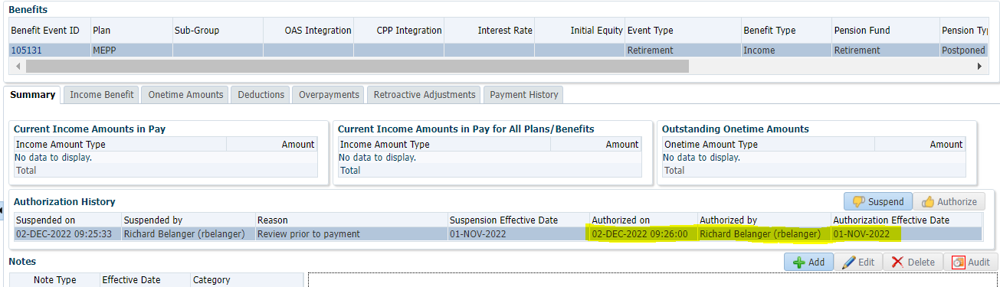 Benefits
Benefit Event ID Plan Sub-Group OAS Integration CPP Integration Interest Rate Initial Equity Event Type Benefit Type Pension Fund Pension Ty
105131 MEPP Retirement Income Retirement Postponed
Summary Income Benefit Onetime Amounts Deductions Overpayments Retroactive Adjustments Payment History
Current Income Amounts in Pay Current Income Amounts in Pay for All Plans/Benefits Outstanding Onetime Amounts
Income Amount Type Amount Income Amount Type Amount Onetime Amount Type Amount
No data to display. No data to display. No data to display.
Total Total Total
Authorization History Suspend Authorize
Suspended on Suspended by Reason Suspension Effective Date Authorized on Authorized by Authorization Effective Date
02-DEC-2022 09:25:33 Richard Belanger (rbelanger) Review prior to payment 01-NOV-2022 02-DEC-2022 09:26:00 Richard Belanger (rbelanger) 01-NOV-2022
Notes Add Edit Delete Audit
Note Type Effective Date Category